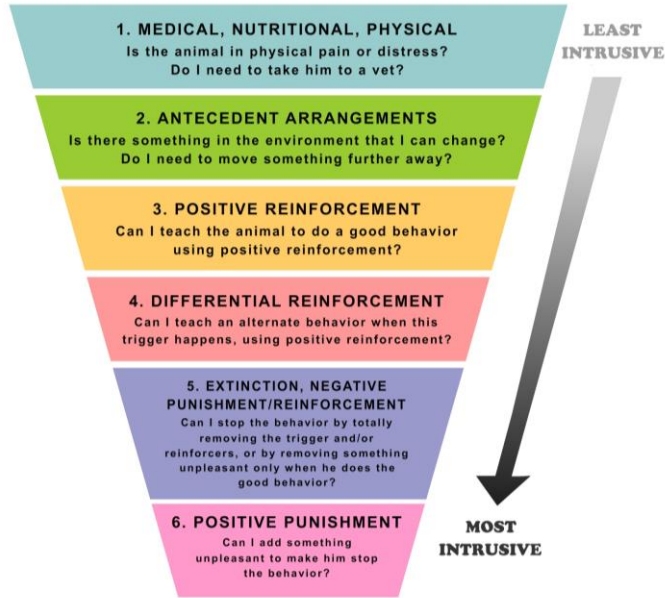 1. MEDICAL, NUTRITIONAL, PHYSICAL
Is the animal in physical pain or distress?
Do I need to take him to a vet?
LEAST
INTRUSIVE
2. ANTECEDENT ARRANGEMENTS
Is there something in the environment that I can change?
Do I need to move something further away?
3. POSITIVE REINFORCEMENT
Can I teach the animal to do a good behavior
using positive reinforcement?
4. DIFFERENTIAL REINFORCEMENT
Can I teach an alternate behavior when this
trigger happens, using positive reinforcement?
5. EXTINCTION, NEGATIVE
PUNISHMENT/REINFORCEMENT
Can I stop the behavior by totally
removing the trigger and/or
reinforcers, or by removing something
unpleasant only when he does the
good behavior?
6. POSITIVE PUNISHMENT
Can I add something
unpleasant to make him stop
the behavior?
MOST
INTRUSIVE